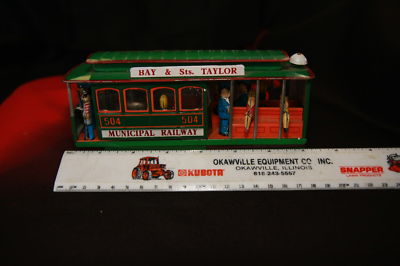 BAY & Sts. TAYLOR
504 504
MUNICIPAL RAILWAY
OKAWVILLE EQUIPMENT CO. INC.
OKAWVILLE, ILLINOIS
618-243-5557
KUBOTA
SNAPPER